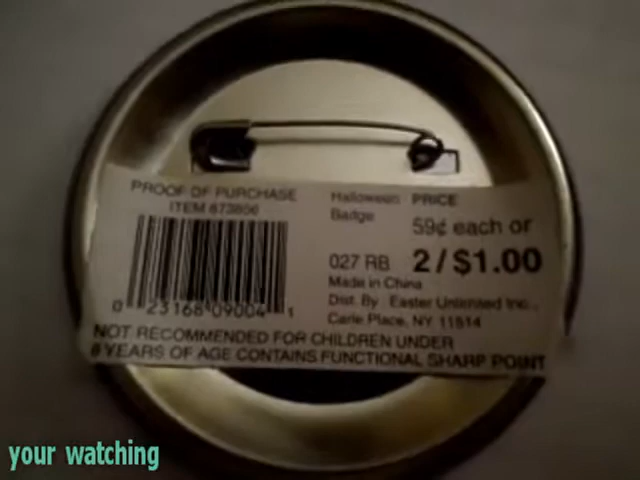 PROOF OF PURCHASE
ITEM 873856
0 23168 09004 1
Halloween PRICE
Badge
59¢ each or
027 RB 2/$1.00
Made in China
Dist. By Easter Unlimited Inc.,
Carle Place, NY 11514
NOT RECOMMENDED FOR CHILDREN UNDER
8 YEARS OF AGE CONTAINS FUNCTIONAL SHARP POINT
your watching